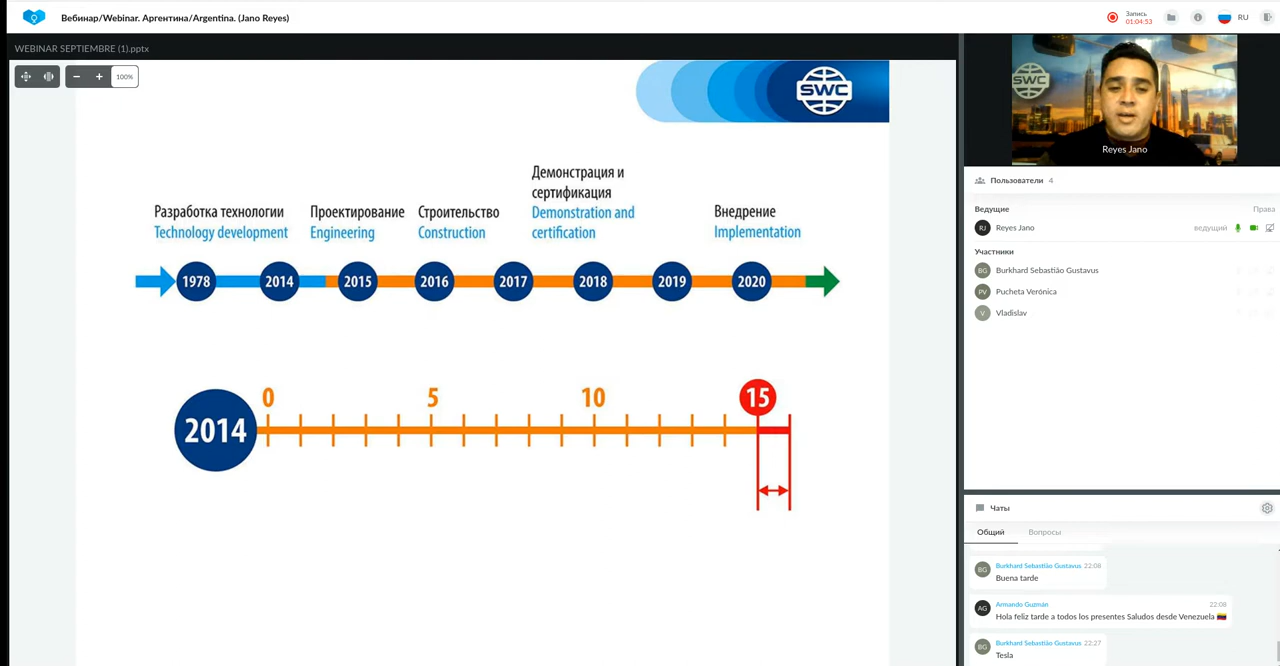 Вебинар/Webinar. Аргентина/Argentina. (Jano Reyes)
Запись
01:04:53
RU
WEBINAR SEPTIEMBRE (1).pptx
100%
SWC
Демонстрация и
сертификация
Demonstration and
certification
Разработка технологии
Technology development
Проектирование
Engineering
Строительство
Construction
Внедрение
Implementation
1978
2014
2015
2016
2017
2018
2019
2020
0
5
10
15
2014
SWC
Reyes Jano
Пользователи 4
Ведущие
Права
RJ
Reyes Jano
ведущий
Участники
BG
Burkhard Sebastião Gustavus
PV
Pucheta Verónica
V
Vladislav
Чаты
Общий
Вопросы
BG
Burkhard Sebastião Gustavus 22:08
Buena tarde
AG
Armando Guzmán 22:08
Hola feliz tarde a todos los presentes Saludos desde Venezuela 🇻🇪
BG
Burkhard Sebastião Gustavus 22:27
Tesla